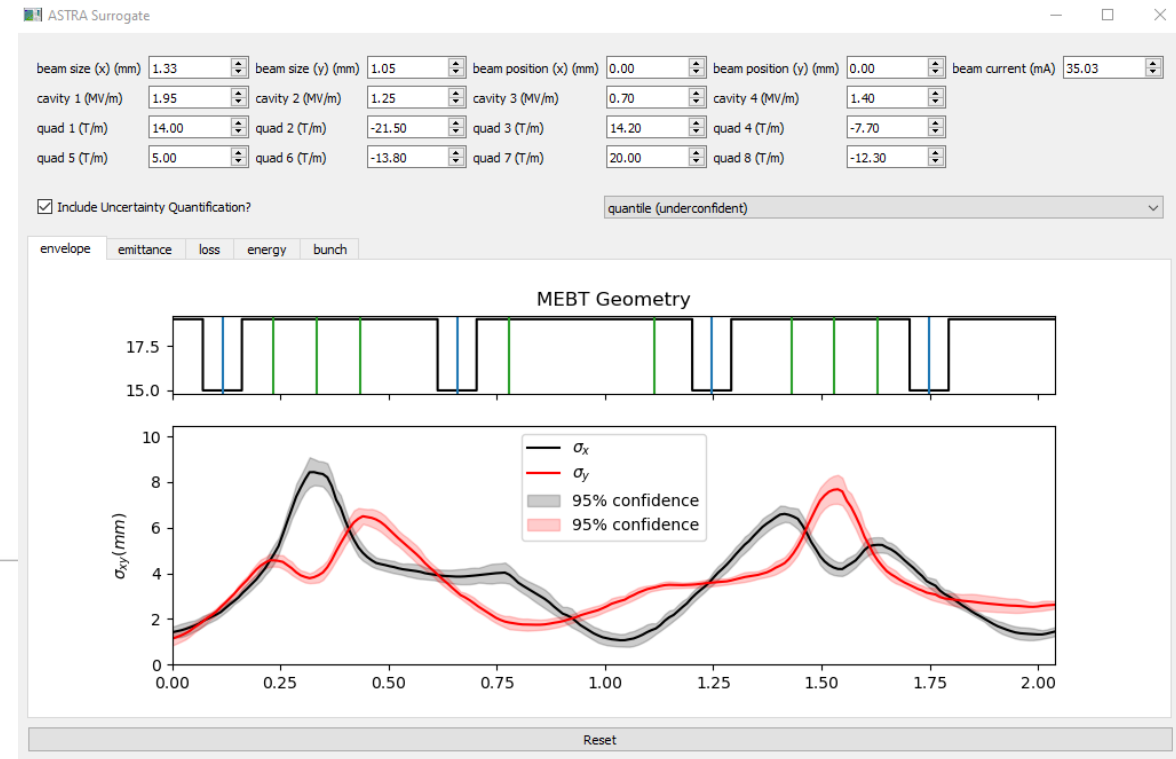 ASTRA Surrogate
beam size (x) (mm) 1.33 beam size (y) (mm) 1.05 beam position (x) (mm) 0.00 beam position (y) (mm) 0.00 beam current (mA) 35.03
cavity 1 (MV/m) 1.95 cavity 2 (MV/m) 1.25 cavity 3 (MV/m) 0.70 cavity 4 (MV/m) 1.40
quad 1 (T/m) 14.00 quad 2 (T/m) -21.50 quad 3 (T/m) 14.20 quad 4 (T/m) -7.70
quad 5 (T/m) 5.00 quad 6 (T/m) -13.80 quad 7 (T/m) 20.00 quad 8 (T/m) -12.30
Include Uncertainty Quantification? quantile (underconfident)
envelope emittance loss energy bunch
MEBT Geometry
17.5
15.0
10
8
6
4
2
0
σxy(mm)
σx
σy
95% confidence
95% confidence
0.00 0.25 0.50 0.75 1.00 1.25 1.50 1.75 2.00
Reset